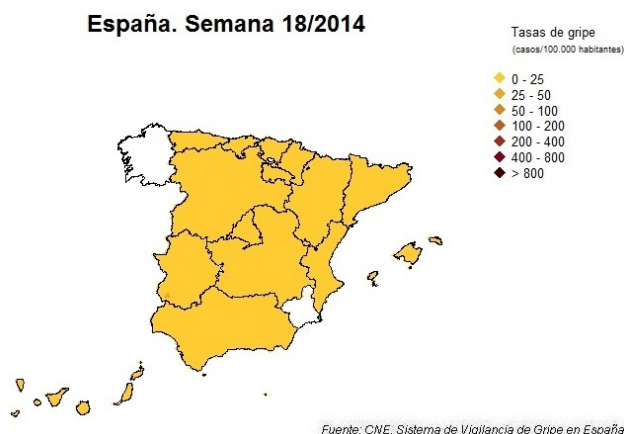 España. Semana 18/2014
Tasas de gripe
(casos/100.000 habitantes)
0 - 25
25 - 50
50 - 100
100 - 200
200 - 400
400 - 800
> 800
Fuente: CNE. Sistema de Vigilancia de Gripe en España